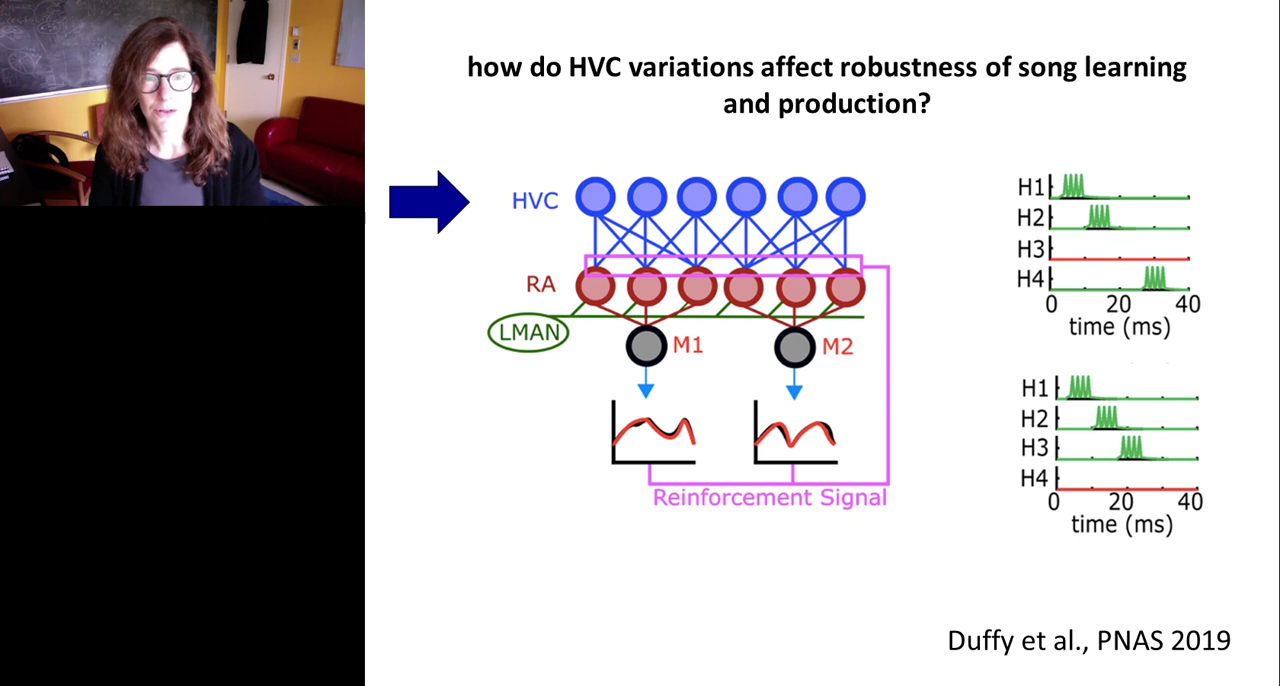 how do HVC variations affect robustness of song learning
and production?
HVC
RA
LMAN
M1
M2
Reinforcement Signal
H1
H2
H3
H4
0 20 40
time (ms)
H1
H2
H3
H4
0 20 40
time (ms)
Duffy et al., PNAS 2019